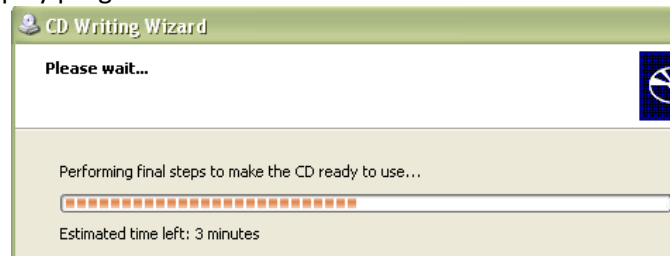 CD Writing Wizard
Please wait...
Performing final steps to make the CD ready to use...
Estimated time left: 3 minutes